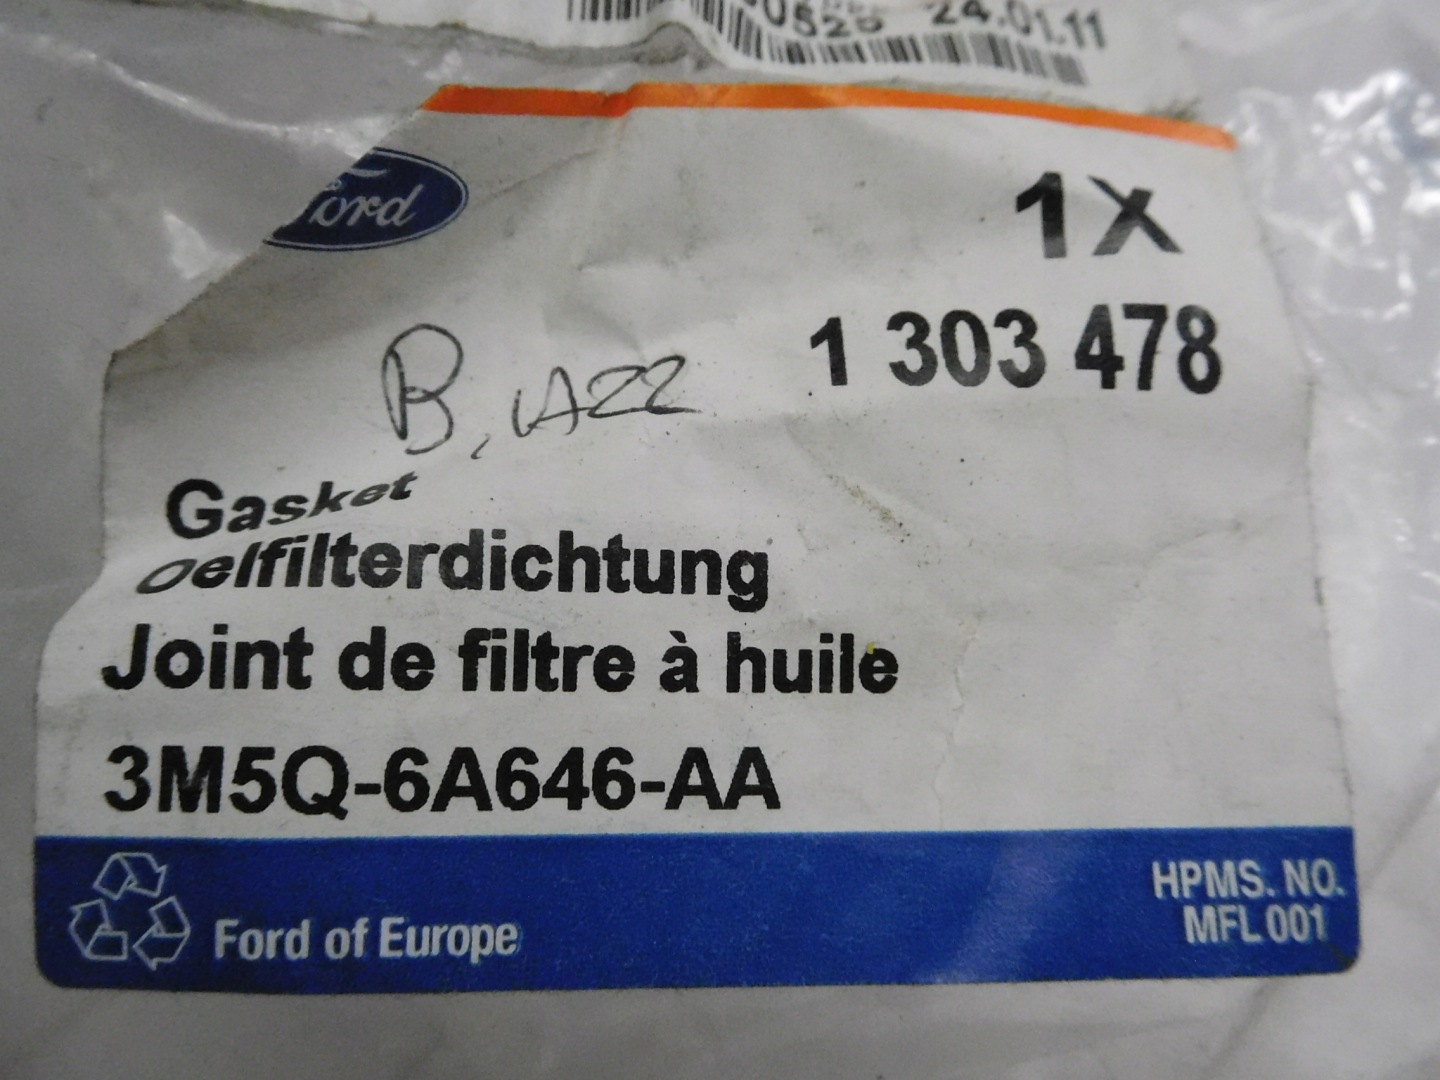 24.01.11
Ford
1X
1 303 478
Gasket
Oelfilterdichtung
Joint de filtre à huile
3M5Q-6A646-AA
HPMS. NO.
Ford of Europe
MFL 001